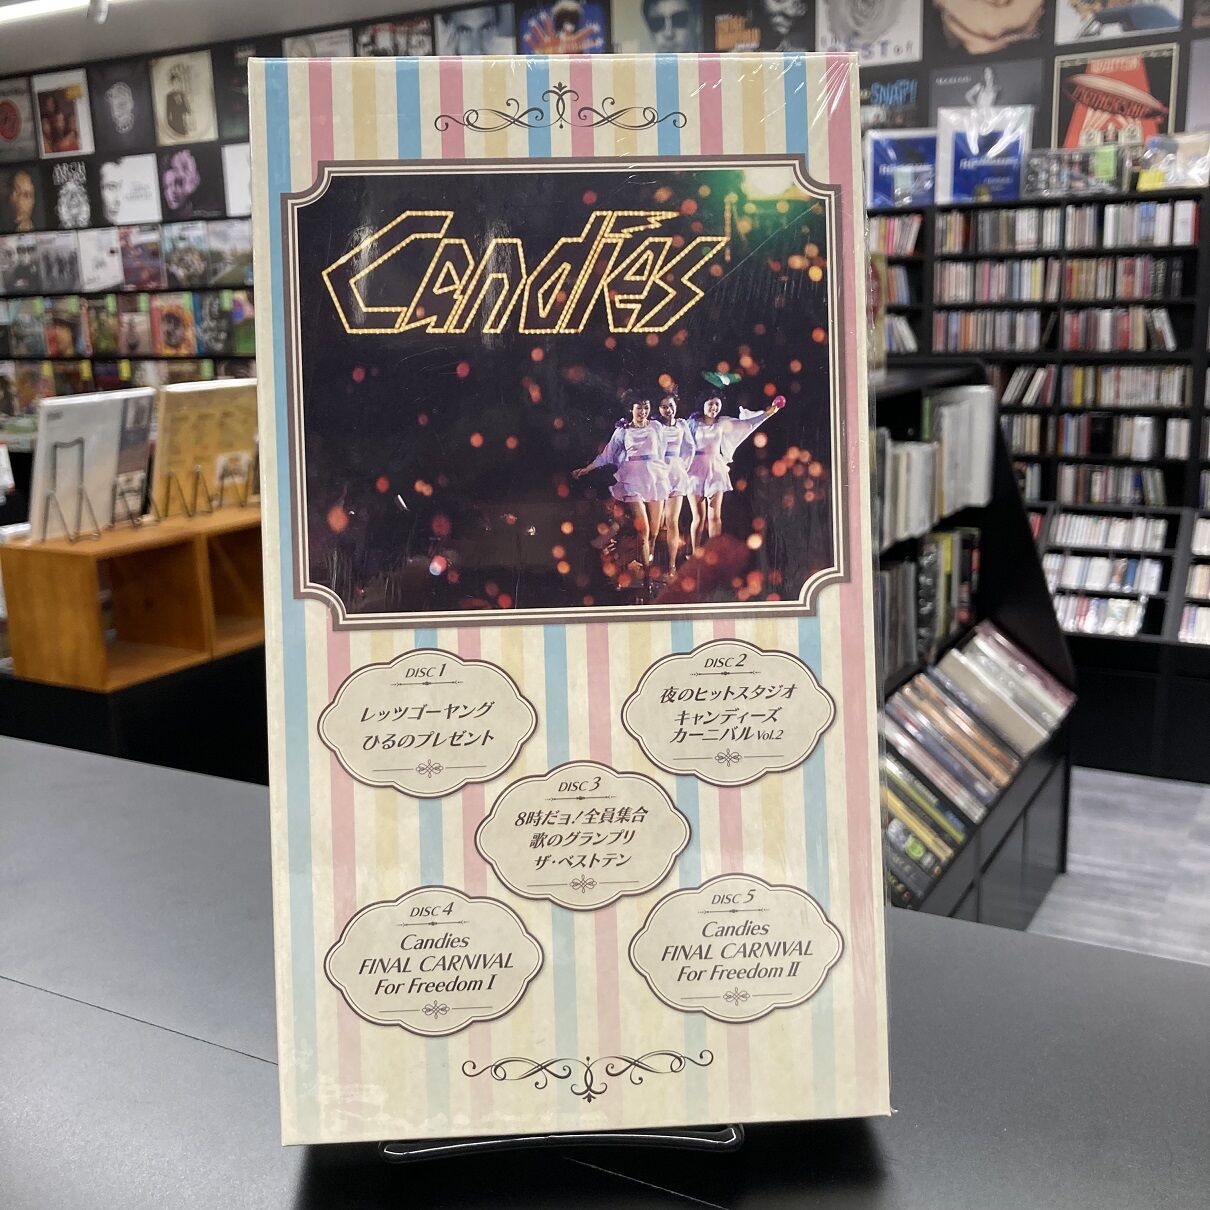 Candies
DISC 1
レッツゴーヤング
ひるのプレゼント
DISC 2
夜のヒットスタジオ
キャンディーズ
カーニバル Vol.2
DISC 3
8時だョ!全員集合
歌のグランプリ
ザ・ベストテン
DISC 4
Candies
FINAL CARNIVAL
For Freedom I
DISC 5
Candies
FINAL CARNIVAL
For Freedom II
SNAP!!